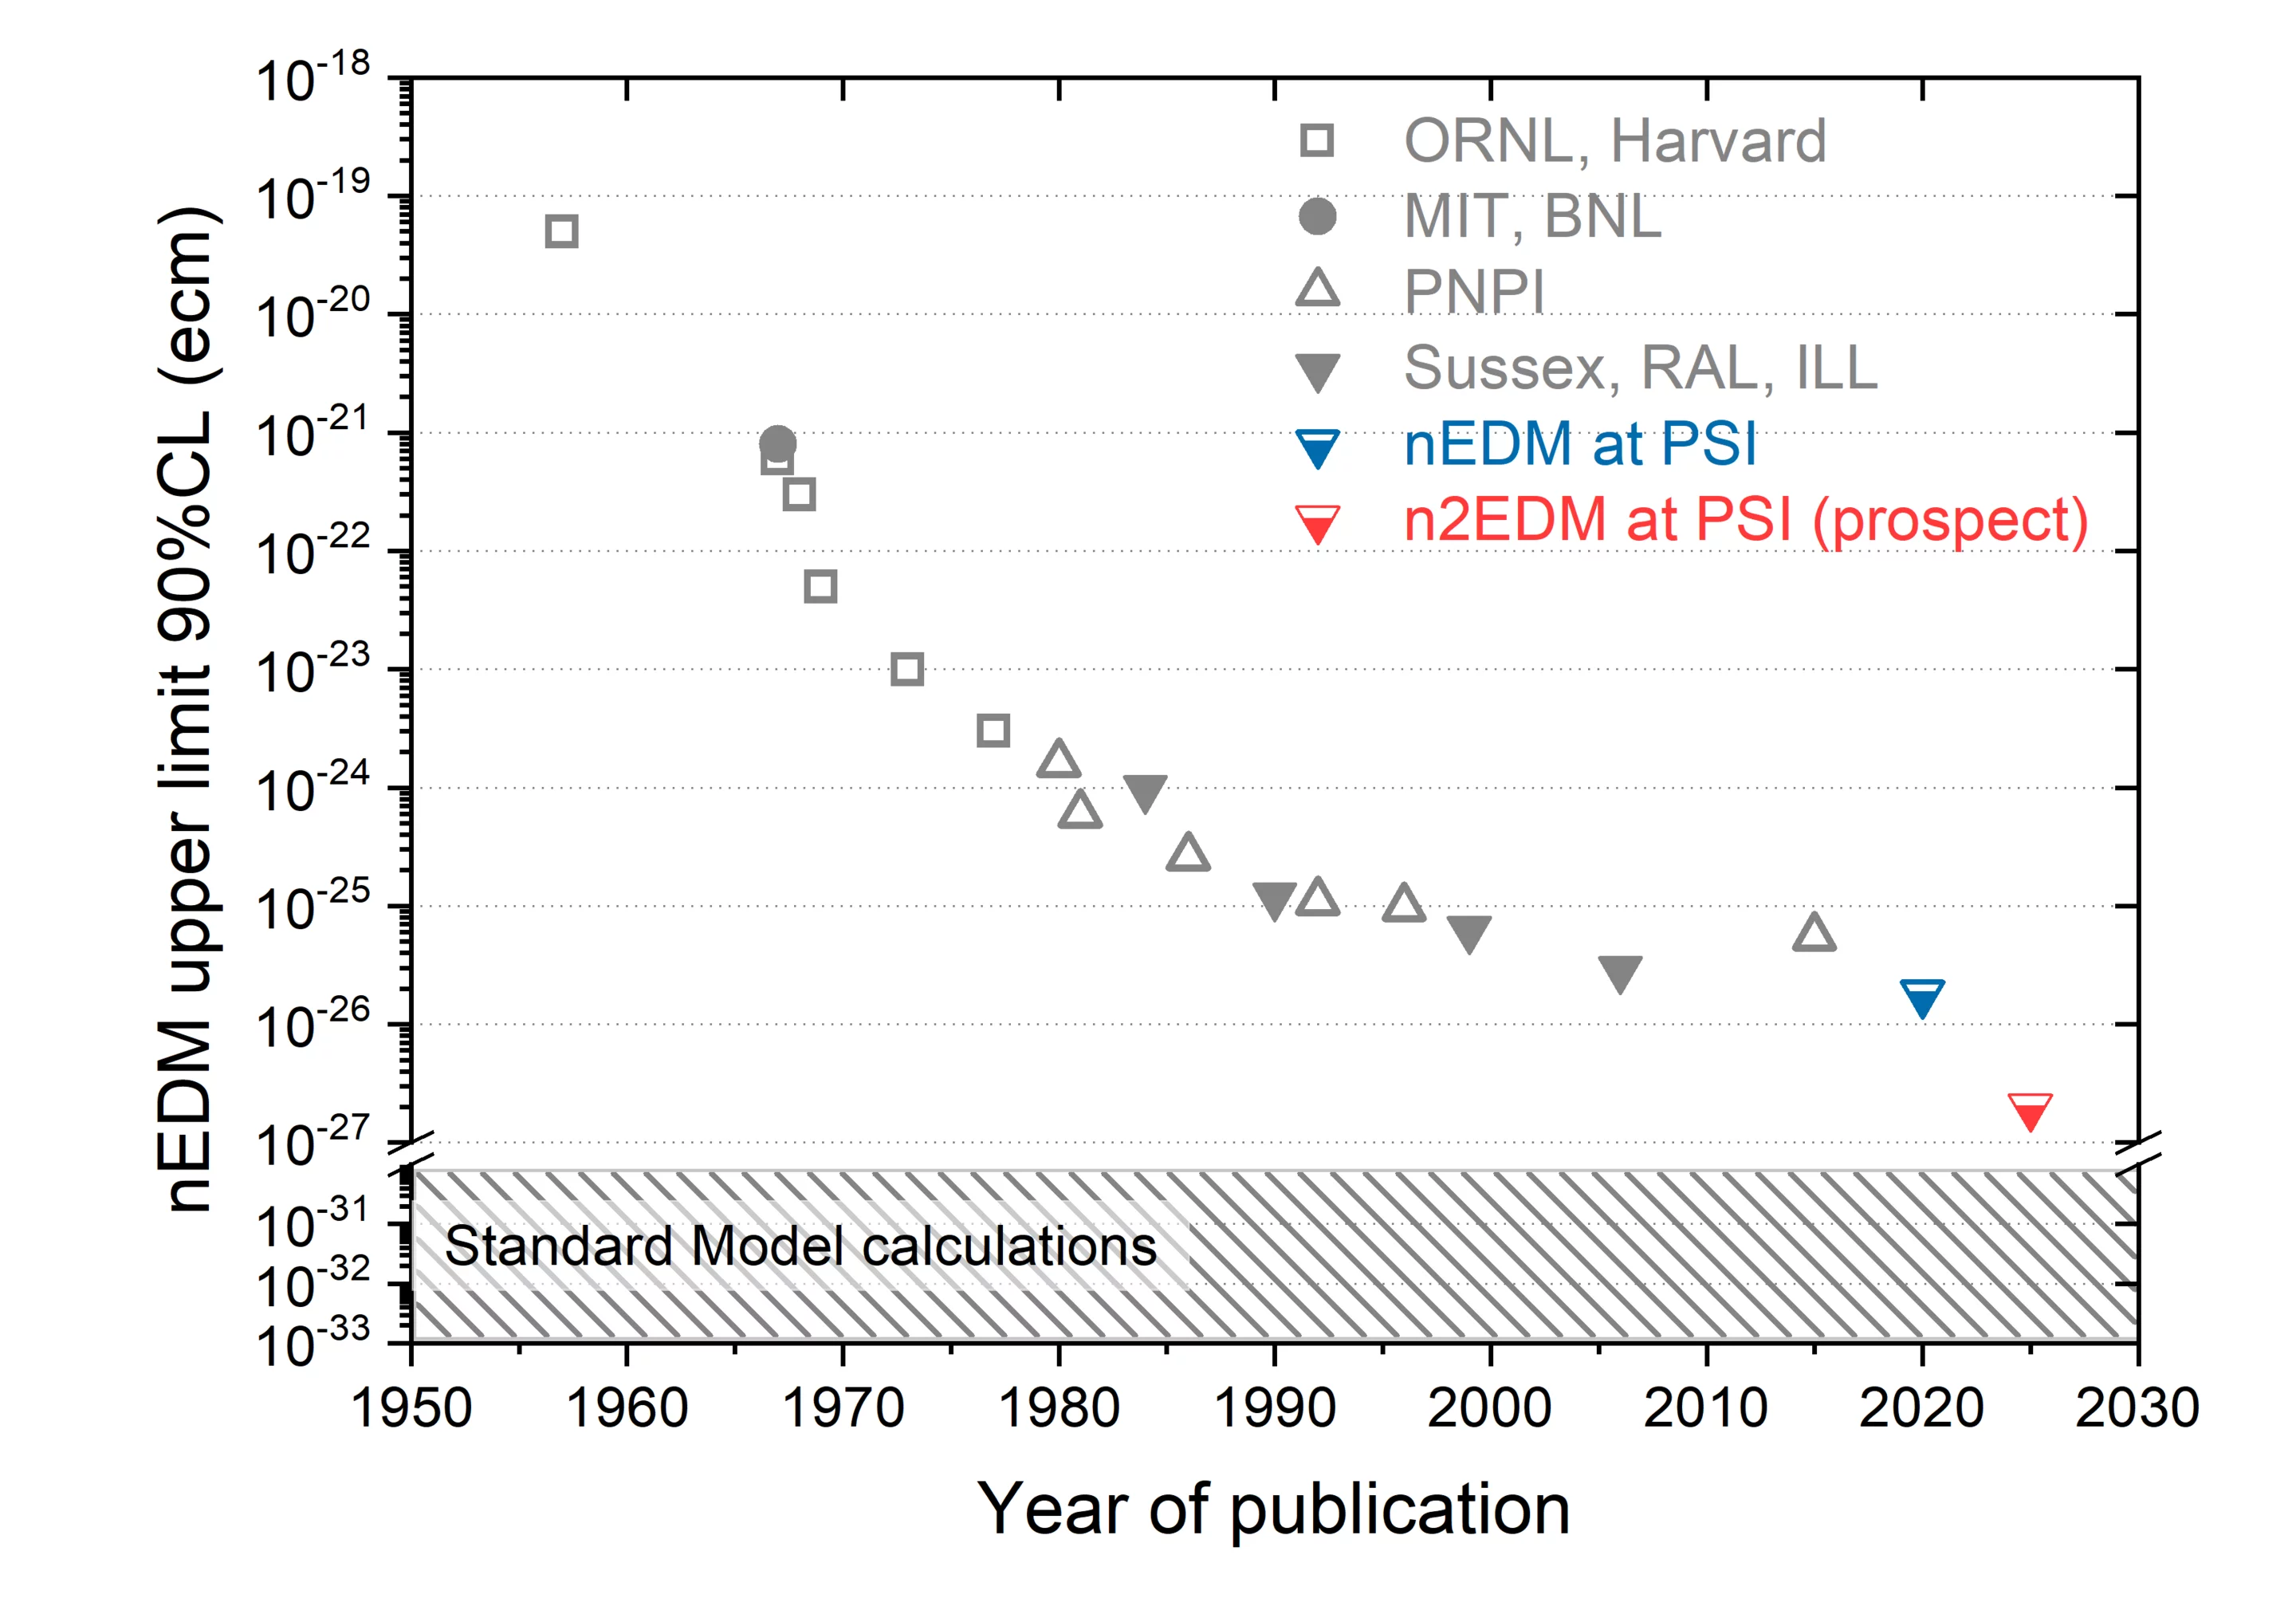 10-18
10-19
10-20
10-21
10-22
10-23
10-24
10-25
10-26
10-27
10-31
10-32
10-33
nEDM upper limit 90%CL (ecm)
ORNL, Harvard
MIT, BNL
PNPI
Sussex, RAL, ILL
nEDM at PSI
n2EDM at PSI (prospect)
Standard Model calculations
1950 1960 1970 1980 1990 2000 2010 2020 2030
Year of publication